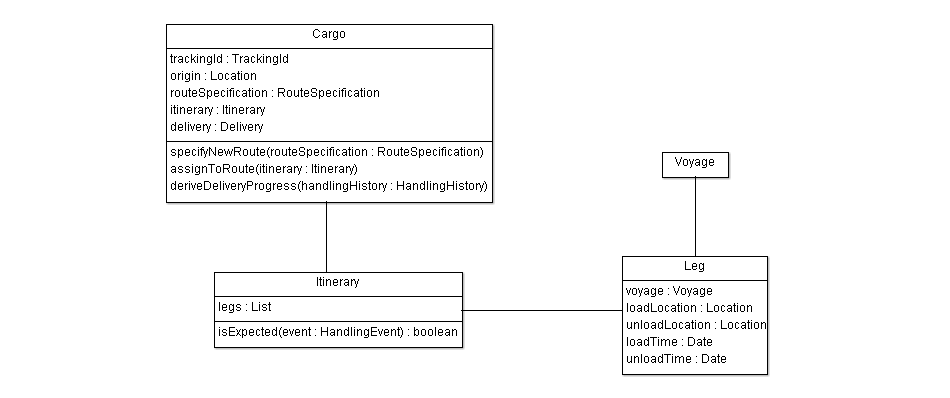 Cargo
trackingId : TrackingId
origin : Location
routeSpecification : RouteSpecification
itinerary : Itinerary
delivery : Delivery
specifyNewRoute(routeSpecification : RouteSpecification)
assignToRoute(itinerary : Itinerary)
deriveDeliveryProgress(handlingHistory : HandlingHistory)
Voyage
Itinerary
legs : List
isExpected(event : HandlingEvent) : boolean
Leg
voyage : Voyage
loadLocation : Location
unloadLocation : Location
loadTime : Date
unloadTime : Date